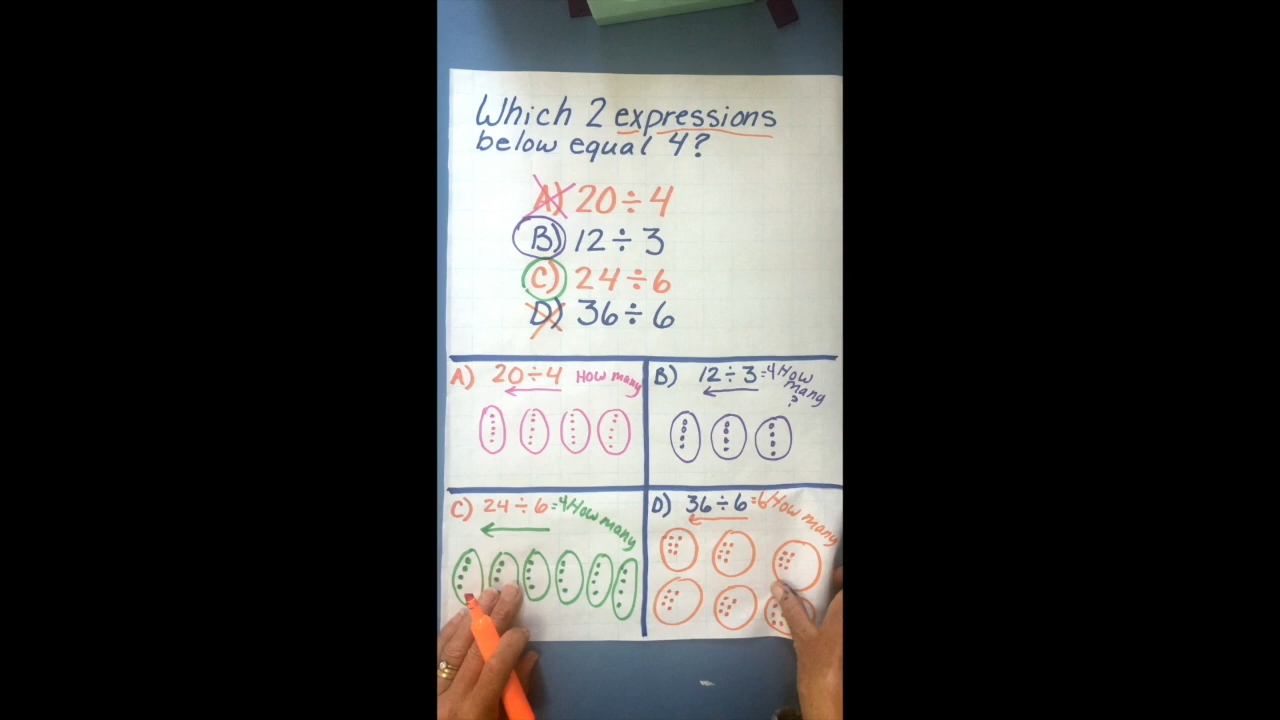 Which 2 expressions
below equal 4?
A) 20÷4
B) 12÷3
C) 24÷6
D) 36÷6
A) 20÷4 How many
B) 12÷3=4 How
many
?
C) 24÷6=4 How many
D) 36÷6=6 How many